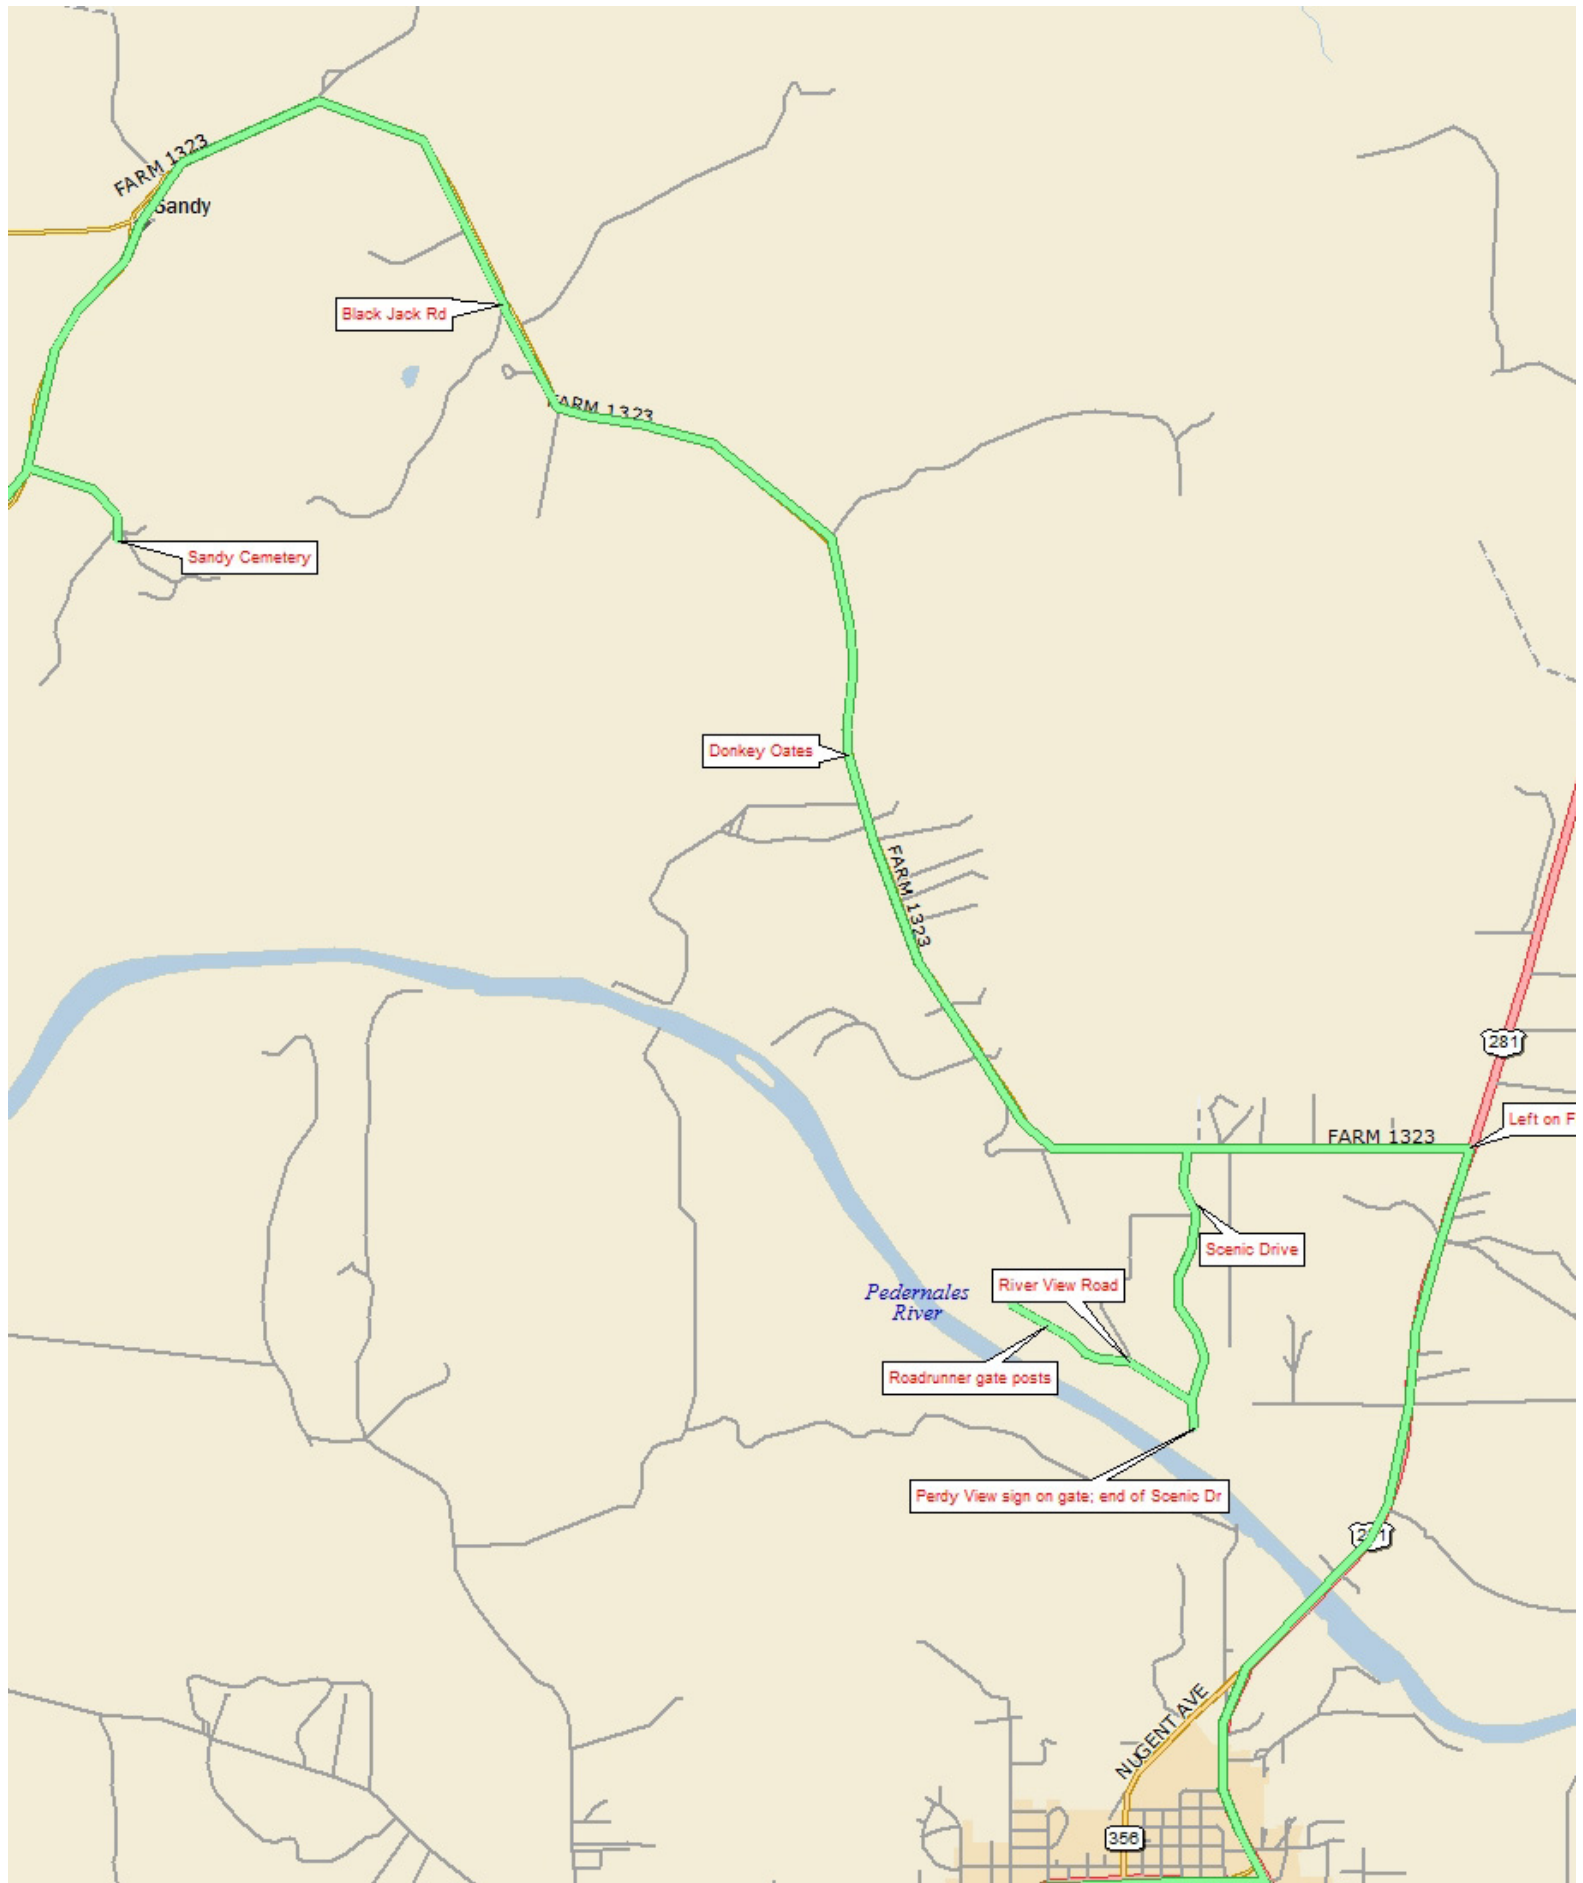 FARM 1323
Sandy
Black Jack Rd
FARM 1323
Sandy Cemetery
Donkey Oates
FARM 1323
281
Left on F
FARM 1323
Scenic Drive
River View Road
Pedernales
River
Roadrunner gate posts
Perdy View sign on gate; end of Scenic Dr
281
NUGENT AVE
356